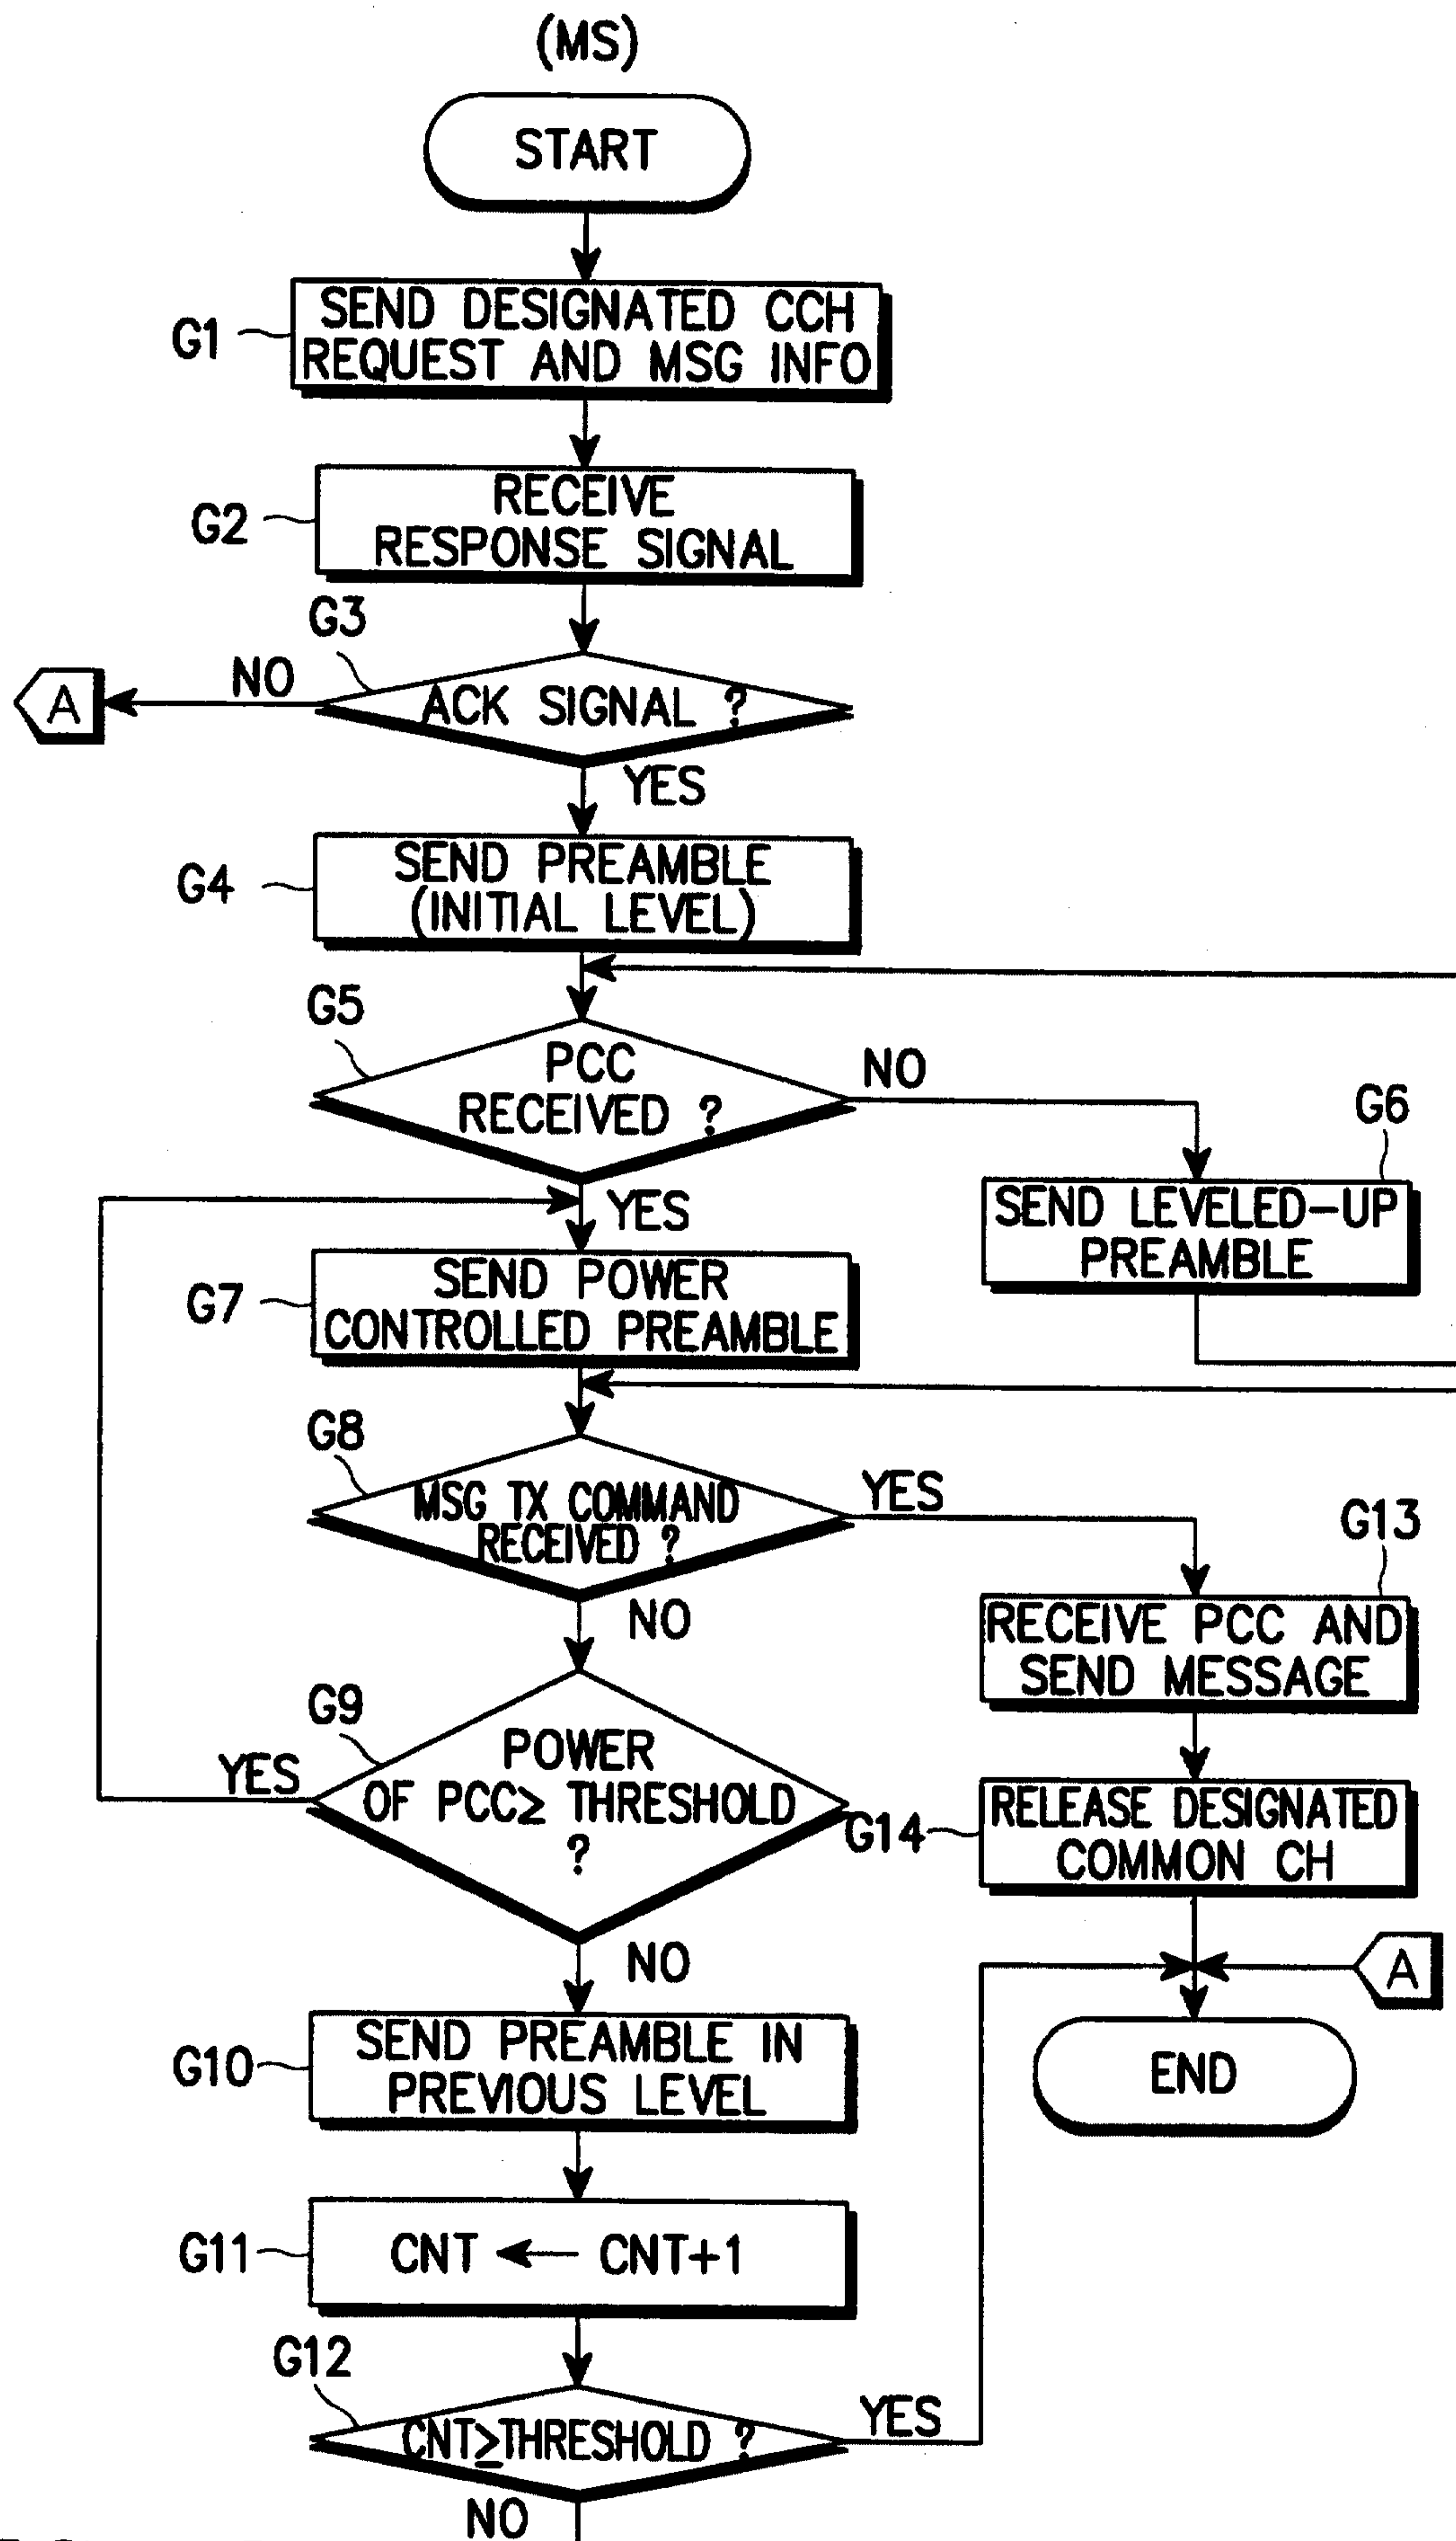 (MS)
START
G1
SEND DESIGNATED CCH
REQUEST AND MSG INFO
G2
RECEIVE
RESPONSE SIGNAL
G3
A
NO
ACK SIGNAL ?
YES
G4
SEND PREAMBLE
(INITIAL LEVEL)
G5
PCC
RECEIVED ?
NO
G6
SEND LEVELED-UP
PREAMBLE
YES
G7
SEND POWER
CONTROLLED PREAMBLE
G8
MSG TX COMMAND
RECEIVED ?
YES
G13
RECEIVE PCC AND
SEND MESSAGE
NO
G9
YES
POWER
OF PCC≥ THRESHOLD
?
G14
RELEASE DESIGNATED
COMMON CH
NO
A
END
G10
SEND PREAMBLE IN
PREVIOUS LEVEL
G11
CNT ← CNT+1
G12
CNT≥THRESHOLD ?
YES
NO